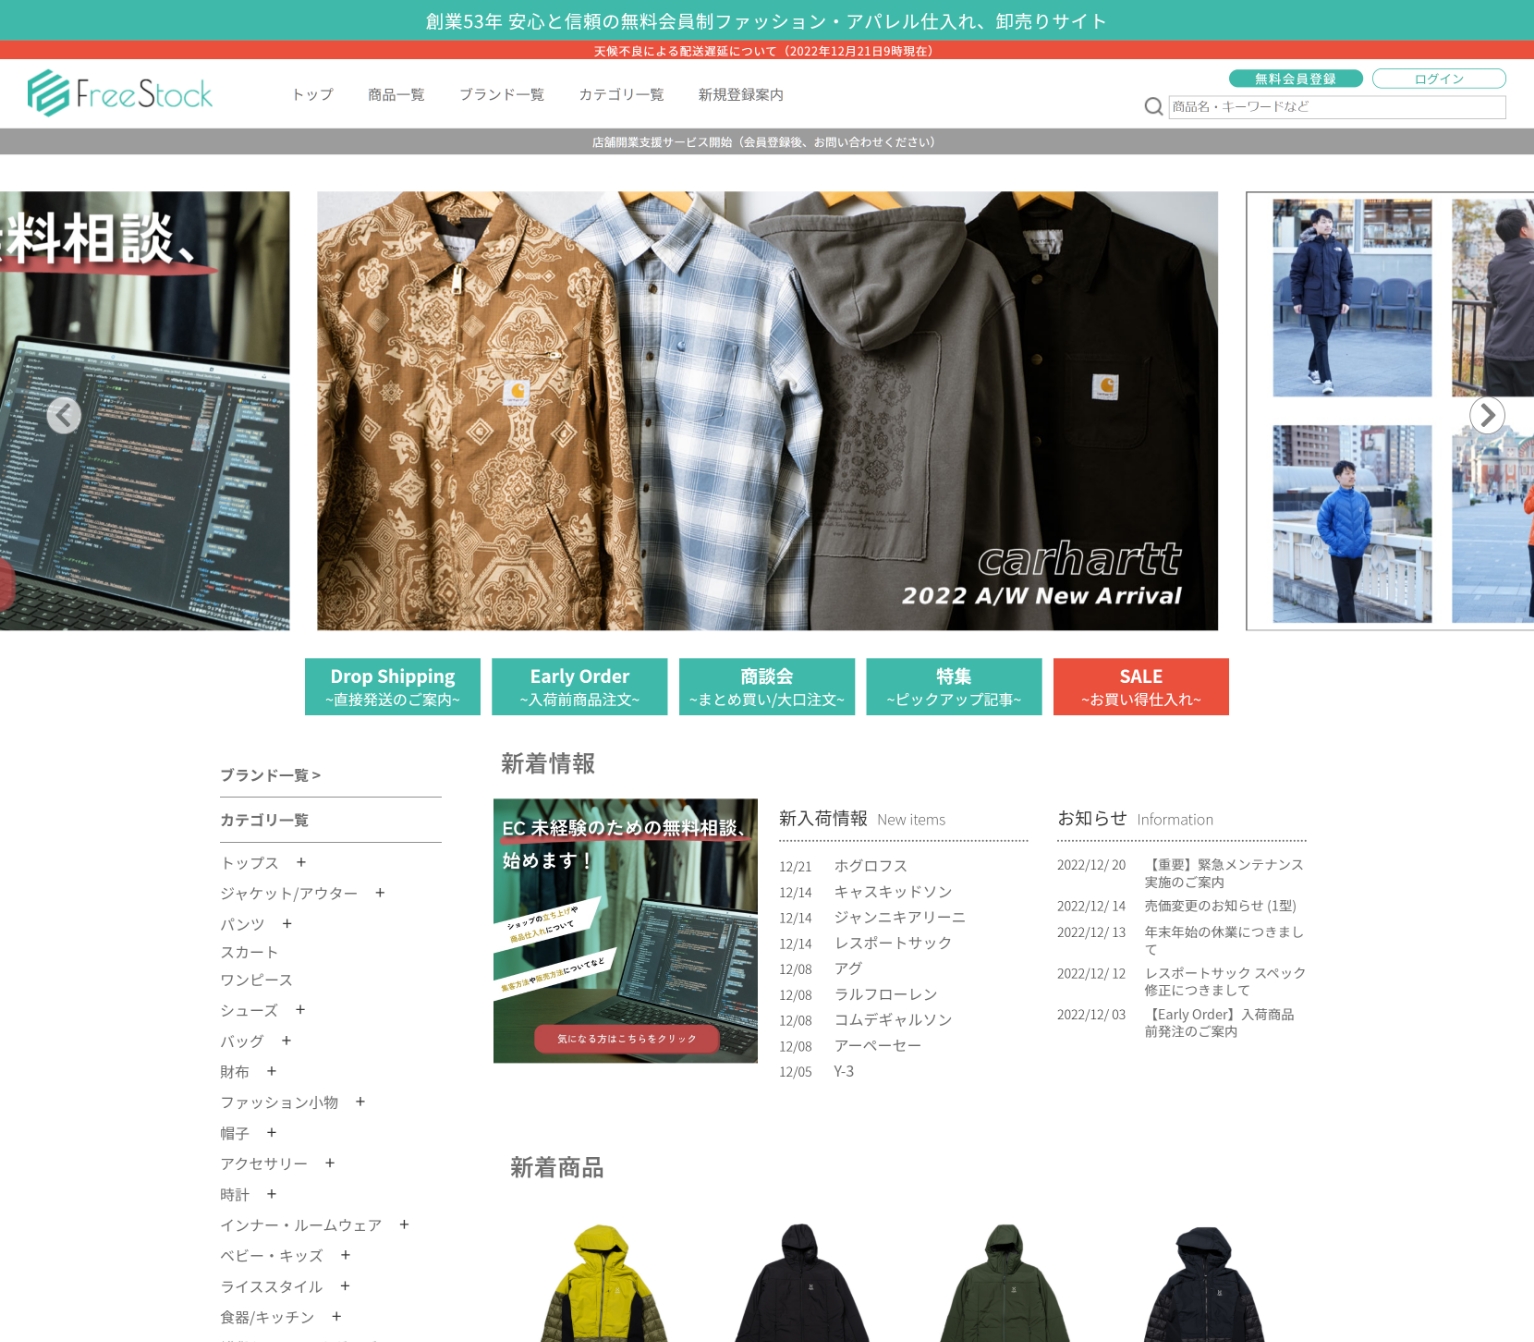 創業53年 安心と信頼の無料会員制ファッション・アパレル仕入れ、卸売りサイト
天候不良による配送遅延について（2022年12月21日9時現在）
FreeStock
トップ
商品一覧
ブランド一覧
カテゴリ一覧
新規登録案内
無料会員登録
ログイン
商品名・キーワードなど
店舗開業支援サービス開始（会員登録後、お問い合わせください）
料相談、
carhartt
2022 A/W New Arrival
Drop Shipping
~直接発送のご案内~
Early Order
~入荷前商品注文~
商談会
~まとめ買い/大口注文~
特集
~ピックアップ記事~
SALE
~お買い得仕入れ~
ブランド一覧 >
カテゴリ一覧
トップス +
ジャケット/アウター +
パンツ +
スカート
ワンピース
シューズ +
バッグ +
財布 +
ファッション小物 +
帽子 +
アクセサリー +
時計 +
インナー・ルームウェア +
ベビー・キッズ +
ライススタイル +
食器/キッチン +
新着情報
EC 未経験のための無料相談、
始めます！
ショップの立ち上げや
商品仕入れについて
集客方法や販売方法についてなど
気になる方はこちらをクリック
新入荷情報 New items
12/21 ホグロフス
12/14 キャスキッドソン
12/14 ジャンニキアリーニ
12/14 レスポートサック
12/08 アグ
12/08 ラルフローレン
12/08 コムデギャルソン
12/08 アーペーセー
12/05 Y-3
お知らせ Information
2022/12/ 20 【重要】緊急メンテナンス
実施のご案内
2022/12/ 14 売価変更のお知らせ (1型)
2022/12/ 13 年末年始の休業につきまし
て
2022/12/ 12 レスポートサック スペック
修正につきまして
2022/12/ 03 【Early Order】入荷商品
前発注のご案内
新着商品